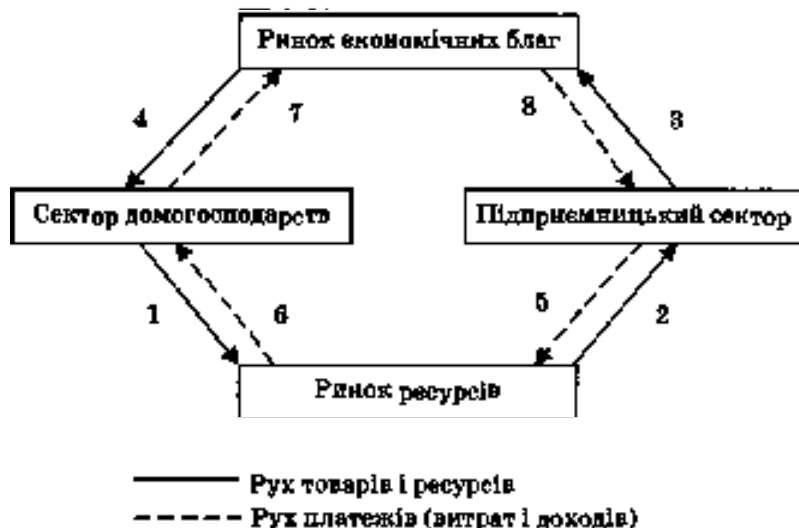 Ринок економічних благ
4 7 8 3
Сектор домогосподарств Підприємницький сектор
1 6 5 2
Ринок ресурсів
Рух товарів і ресурсів
Рух платежів (витрат і доходів)